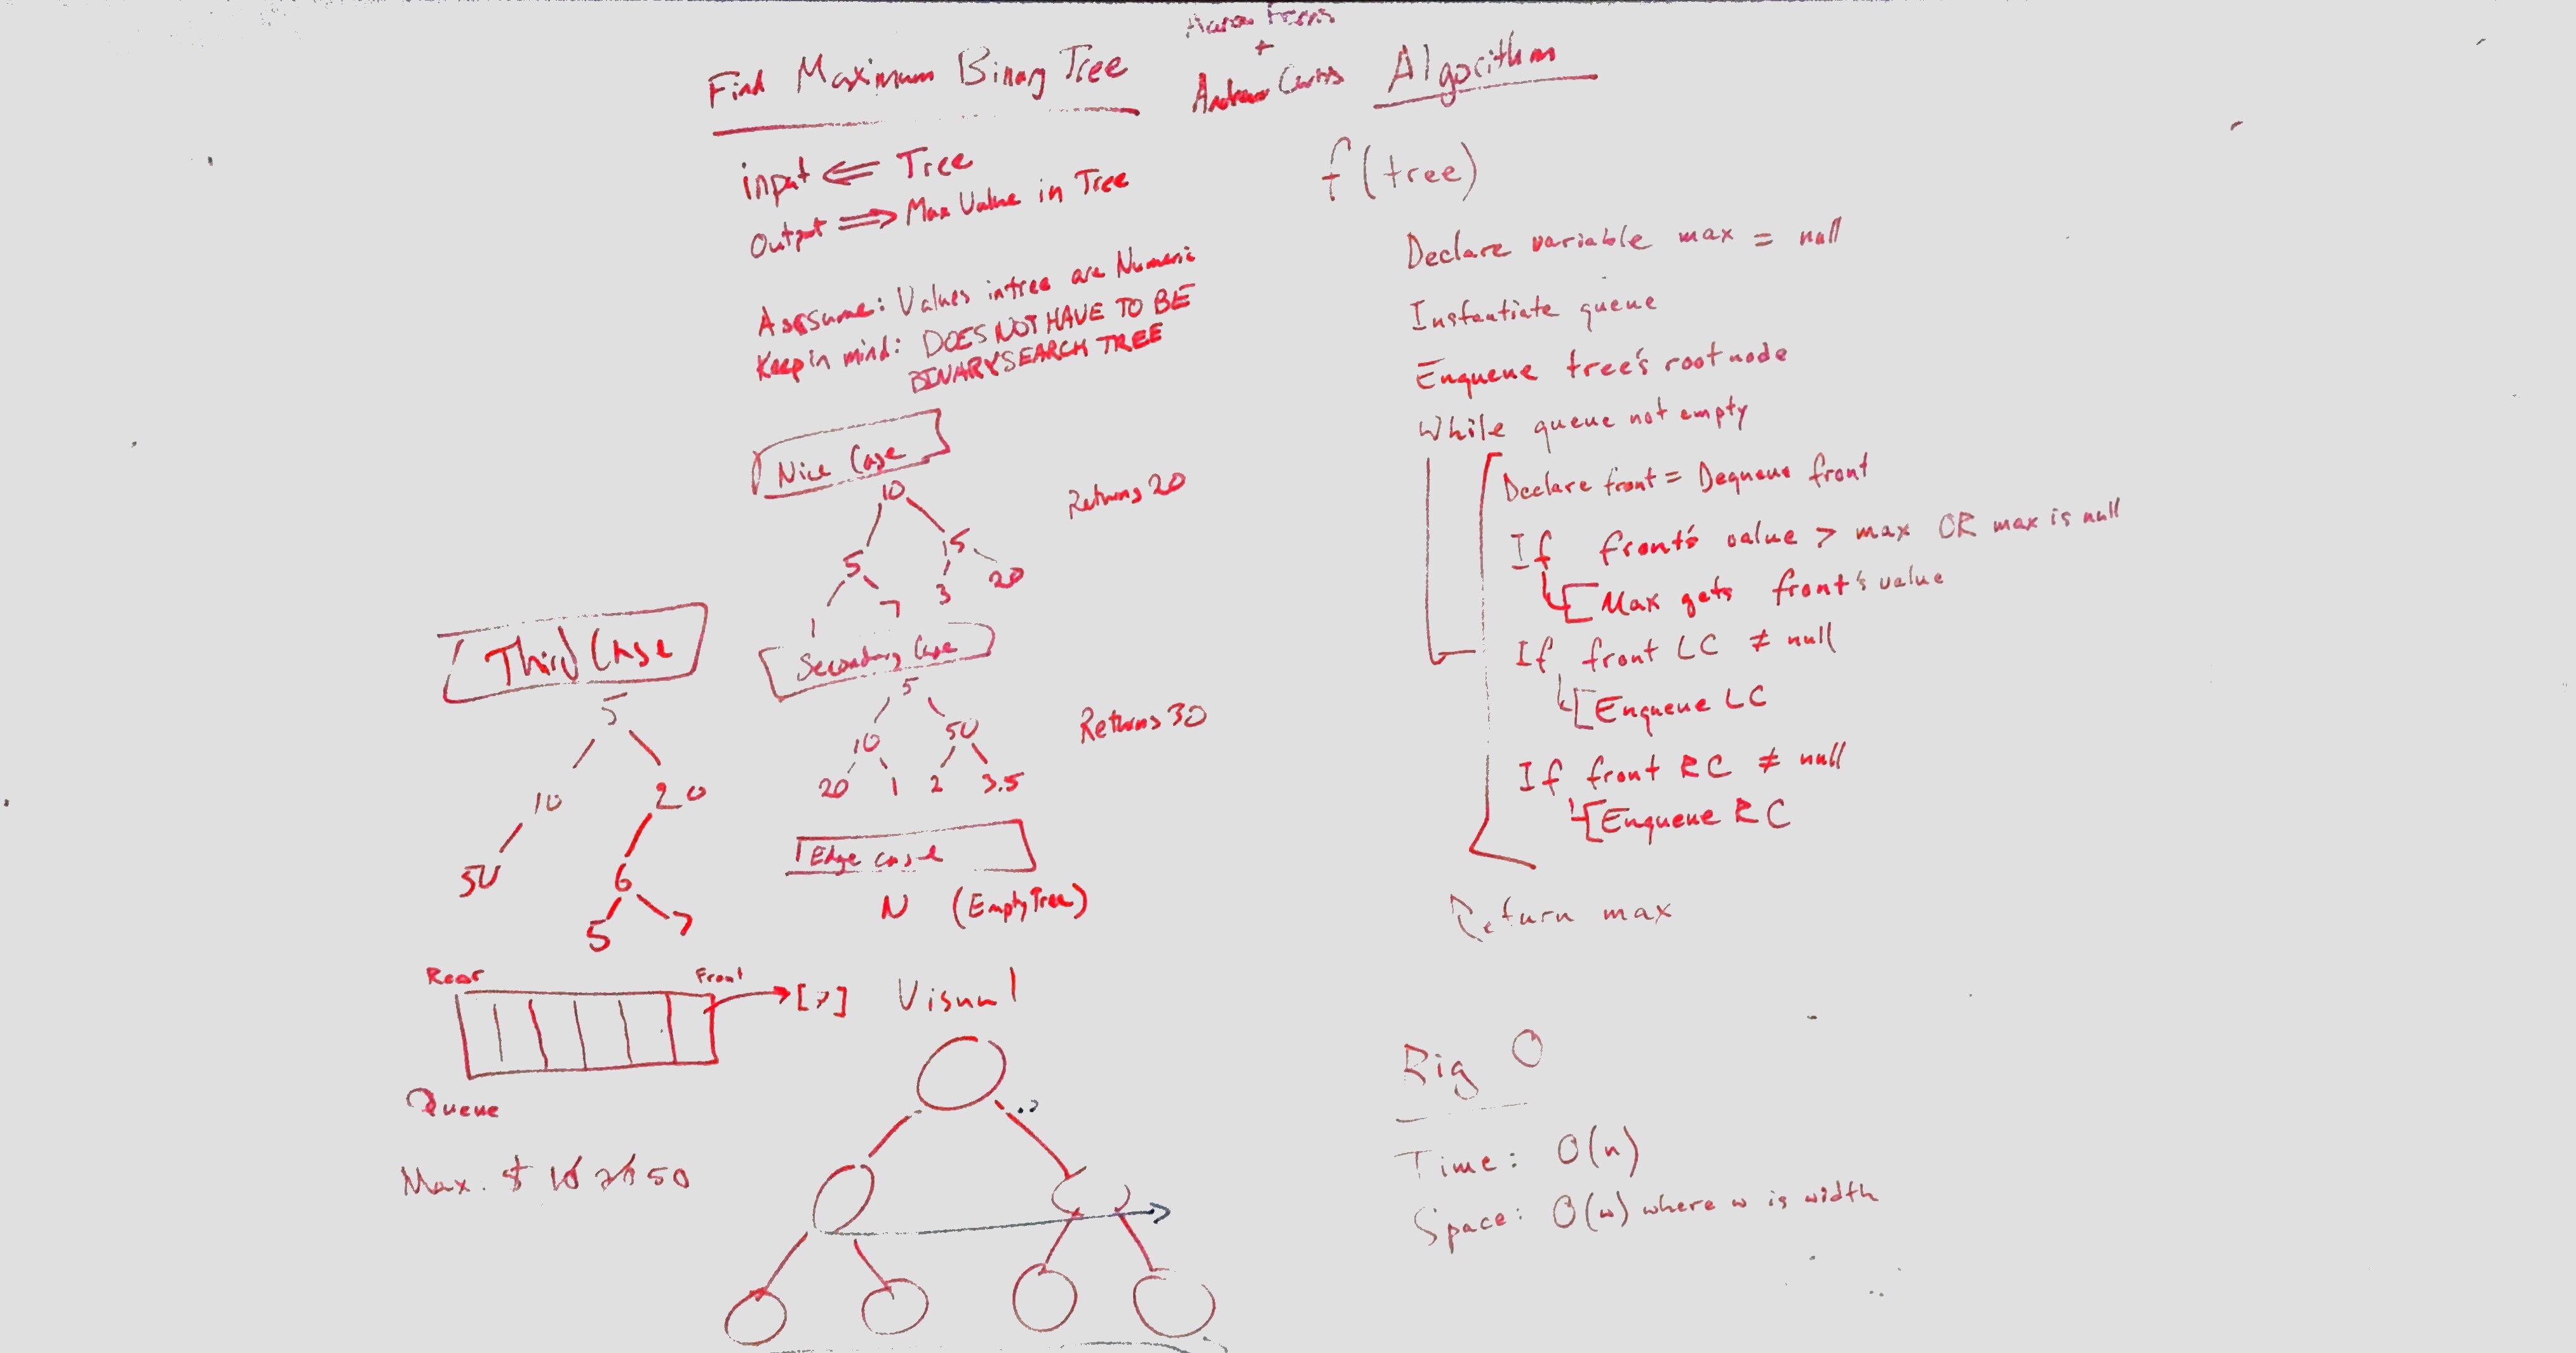 Find Maximum Binary Tree
input ⇐ Tree
Output ⇒ Max Value in Tree
Asssume: Values in tree are Numeric
Keep in mind: DOES NOT HAVE TO BE
BINARY SEARCH TREE
Nice Case
10
5 15
1 7 3 20
Returns 20
Secondary Case
5
10 50
20 1 2 3.5
Returns 30
Third Case
5
10 20
50 6
5 7
Edge case
N (Empty Tree)
Rear Front
[7] Visual
Queue
Max. 5 10 20 50
+
Andrew Curtis
Algorithm
f(tree)
Declare variable max = null
Instantiate queue
Enqueue tree's root node
While queue not empty
Declare front = Dequeue front
If front's value > max OR max is null
Max gets front's value
If front LC ≠ null
Enqueue LC
If front RC ≠ null
Enqueue RC
Return max
Big O
Time: O(n)
Space: O(w) where w is width